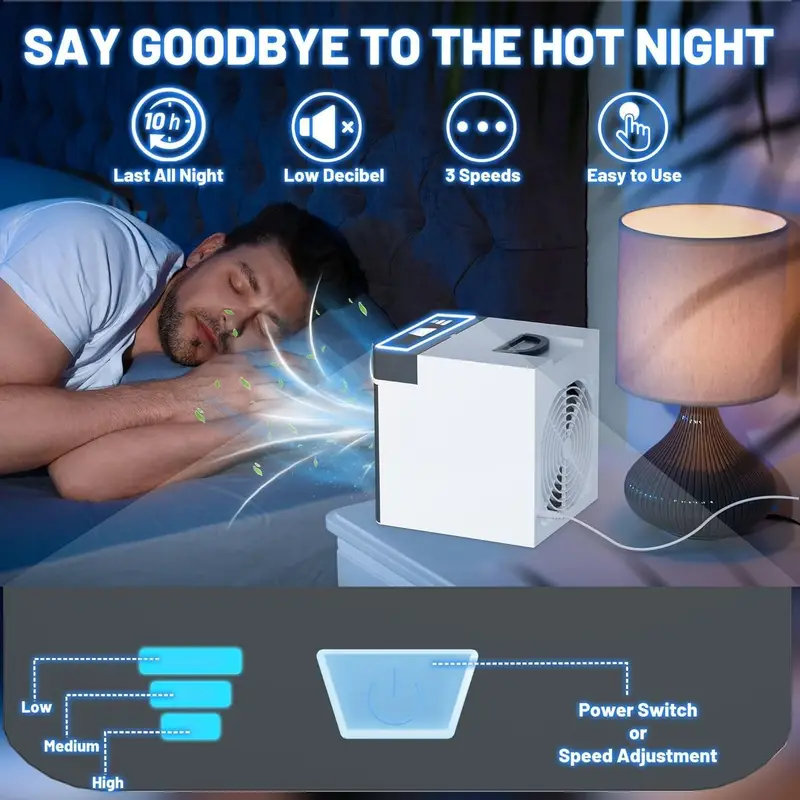 SAY GOODBYE TO THE HOT NIGHT
10 h
Last All Night
Low Decibel
3 Speeds
Easy to Use
Low
Medium
High
Power Switch
or
Speed Adjustment